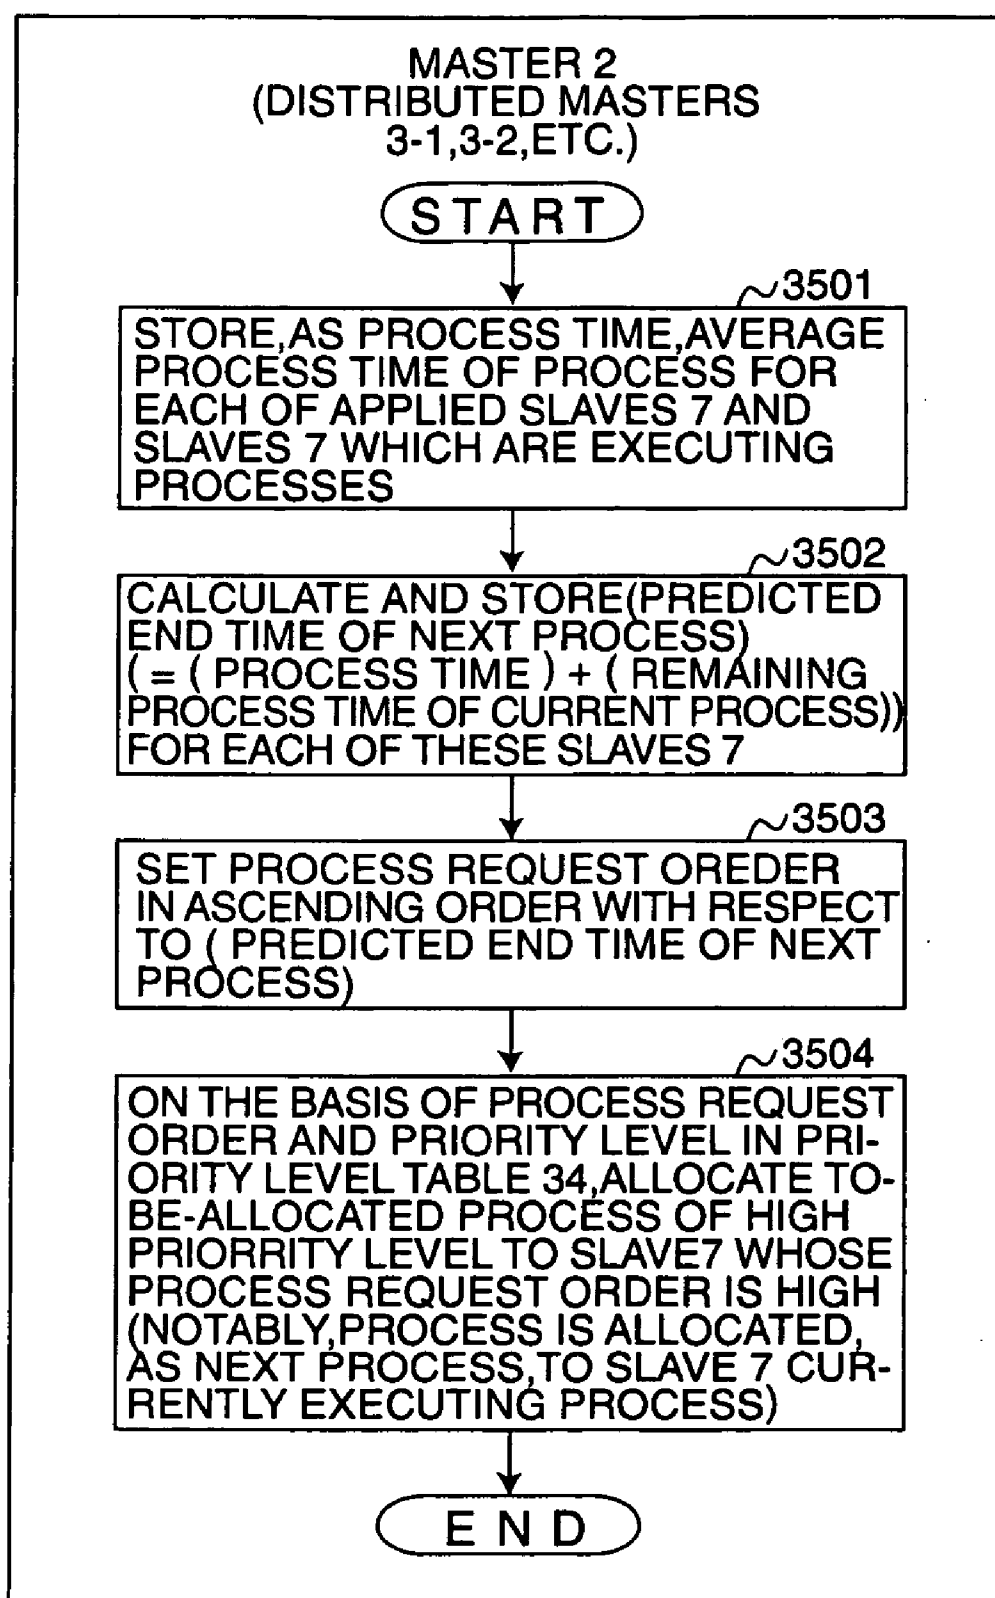 MASTER 2
(DISTRIBUTED MASTERS
3-1,3-2,ETC.)
START
3501
STORE,AS PROCESS TIME,AVERAGE
PROCESS TIME OF PROCESS FOR
EACH OF APPLIED SLAVES 7 AND
SLAVES 7 WHICH ARE EXECUTING
PROCESSES
3502
CALCULATE AND STORE(PREDICTED
END TIME OF NEXT PROCESS)
( = ( PROCESS TIME ) + ( REMAINING
PROCESS TIME OF CURRENT PROCESS))
FOR EACH OF THESE SLAVES 7
3503
SET PROCESS REQUEST OREDER
IN ASCENDING ORDER WITH RESPECT
TO ( PREDICTED END TIME OF NEXT
PROCESS)
3504
ON THE BASIS OF PROCESS REQUEST
ORDER AND PRIORITY LEVEL IN PRI-
ORITY LEVEL TABLE 34,ALLOCATE TO-
BE-ALLOCATED PROCESS OF HIGH
PRIORRITY LEVEL TO SLAVE7 WHOSE
PROCESS REQUEST ORDER IS HIGH
(NOTABLY,PROCESS IS ALLOCATED,
AS NEXT PROCESS,TO SLAVE 7 CUR-
RENTLY EXECUTING PROCESS)
END